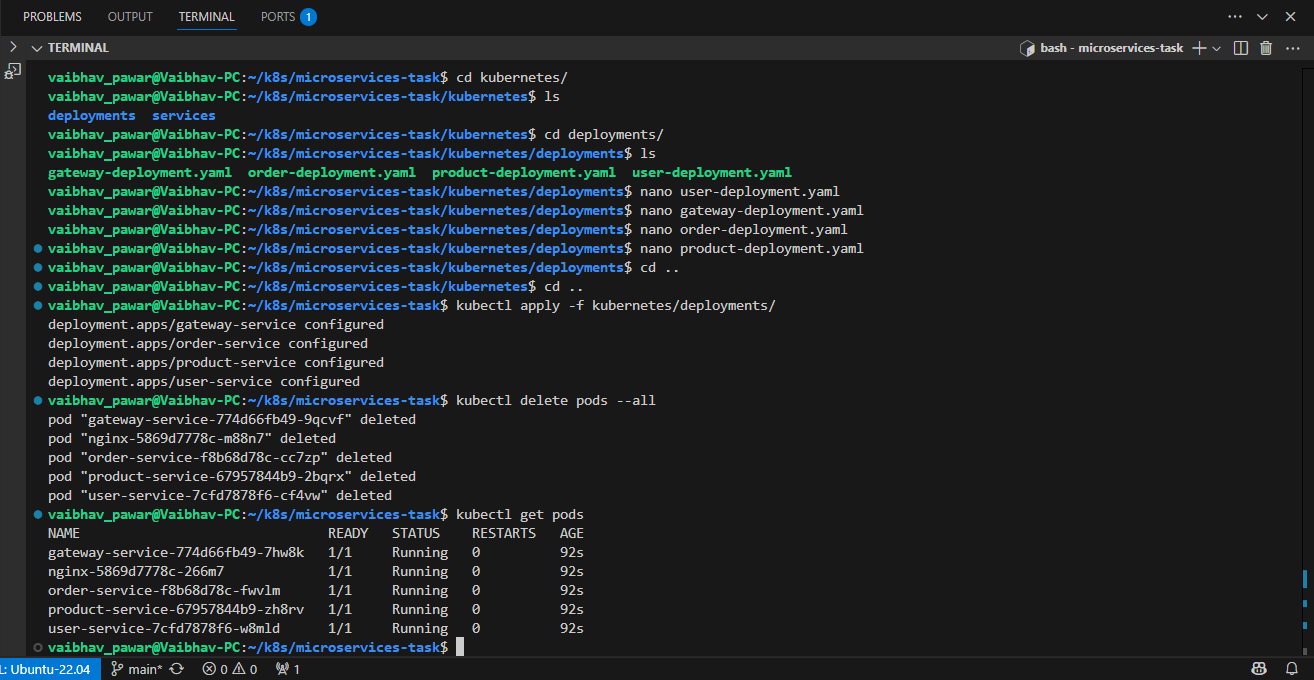 PROBLEMS OUTPUT TERMINAL PORTS 1
TERMINAL bash - microservices-task
vaibhav_pawar@Vaibhav-PC:~/k8s/microservices-task$ cd kubernetes/
vaibhav_pawar@Vaibhav-PC:~/k8s/microservices-task/kubernetes$ ls
deployments  services
vaibhav_pawar@Vaibhav-PC:~/k8s/microservices-task/kubernetes$ cd deployments/
vaibhav_pawar@Vaibhav-PC:~/k8s/microservices-task/kubernetes/deployments$ ls
gateway-deployment.yaml  order-deployment.yaml  product-deployment.yaml  user-deployment.yaml
vaibhav_pawar@Vaibhav-PC:~/k8s/microservices-task/kubernetes/deployments$ nano user-deployment.yaml
vaibhav_pawar@Vaibhav-PC:~/k8s/microservices-task/kubernetes/deployments$ nano gateway-deployment.yaml
vaibhav_pawar@Vaibhav-PC:~/k8s/microservices-task/kubernetes/deployments$ nano order-deployment.yaml
vaibhav_pawar@Vaibhav-PC:~/k8s/microservices-task/kubernetes/deployments$ nano product-deployment.yaml
vaibhav_pawar@Vaibhav-PC:~/k8s/microservices-task/kubernetes/deployments$ cd ..
vaibhav_pawar@Vaibhav-PC:~/k8s/microservices-task/kubernetes$ cd ..
vaibhav_pawar@Vaibhav-PC:~/k8s/microservices-task$ kubectl apply -f kubernetes/deployments/
deployment.apps/gateway-service configured
deployment.apps/order-service configured
deployment.apps/product-service configured
deployment.apps/user-service configured
vaibhav_pawar@Vaibhav-PC:~/k8s/microservices-task$ kubectl delete pods --all
pod "gateway-service-774d66fb49-9qcvf" deleted
pod "nginx-5869d7778c-m88n7" deleted
pod "order-service-f8b68d78c-cc7zp" deleted
pod "product-service-67957844b9-2bqrx" deleted
pod "user-service-7cfd7878f6-cf4vw" deleted
vaibhav_pawar@Vaibhav-PC:~/k8s/microservices-task$ kubectl get pods
NAME                               READY   STATUS    RESTARTS   AGE
gateway-service-774d66fb49-7hw8k   1/1     Running   0          92s
nginx-5869d7778c-266m7             1/1     Running   0          92s
order-service-f8b68d78c-fwvlm      1/1     Running   0          92s
product-service-67957844b9-zh8rv   1/1     Running   0          92s
user-service-7cfd7878f6-w8mld      1/1     Running   0          92s
vaibhav_pawar@Vaibhav-PC:~/k8s/microservices-task$
L: Ubuntu-22.04 main* 0 0 1